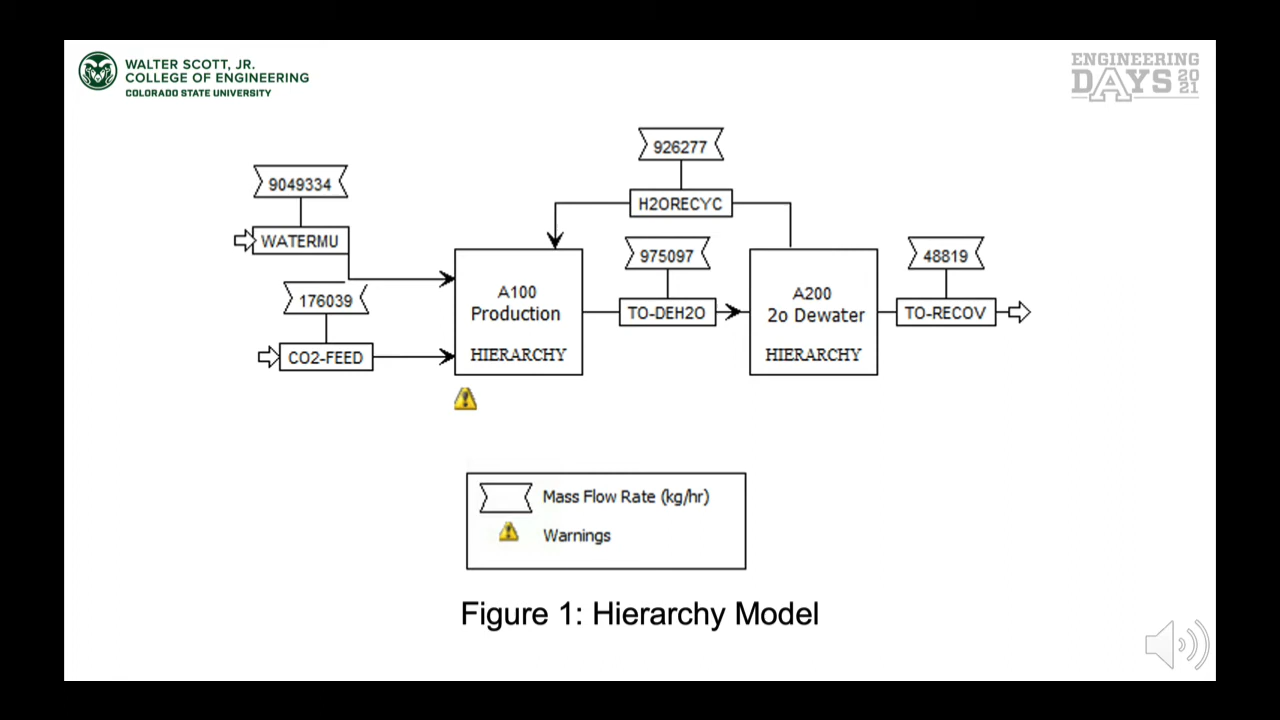 WALTER SCOTT, JR.
COLLEGE OF ENGINEERING
COLORADO STATE UNIVERSITY
ENGINEERING
DAYS 2021
926277
9049334
H2ORECYC
WATERMU
975097
48819
176039
A100
Production
HIERARCHY
TO-DEH2O
A200
2o Dewater
HIERARCHY
TO-RECOV
CO2-FEED
Mass Flow Rate (kg/hr)
Warnings
Figure 1: Hierarchy Model